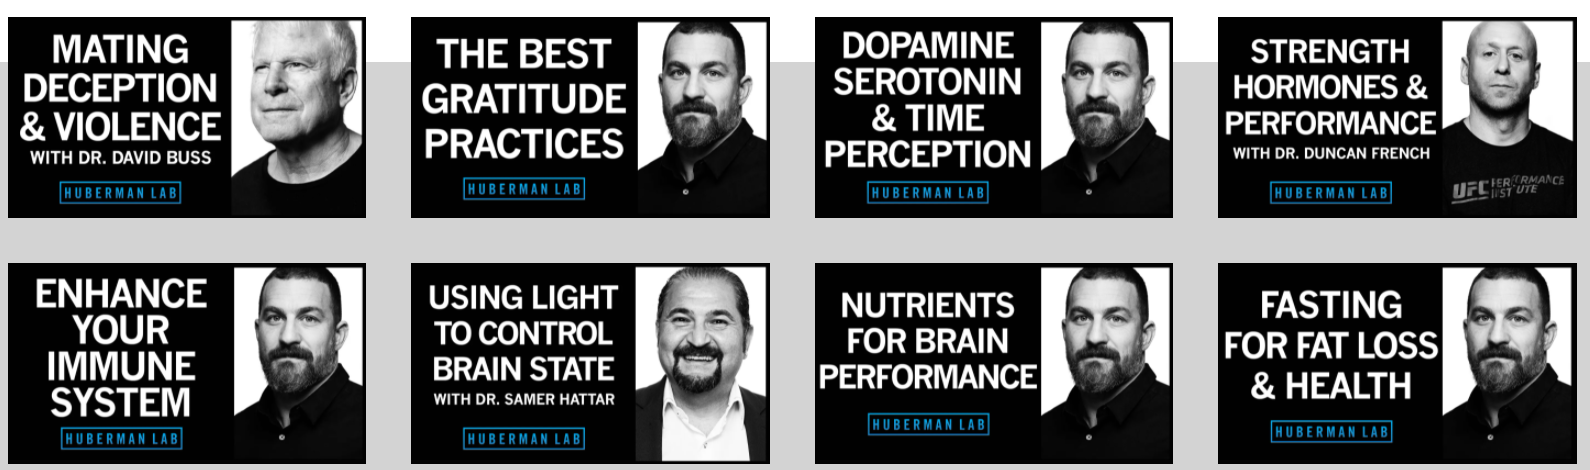 MATING
DECEPTION
& VIOLENCE
WITH DR. DAVID BUSS
HUBERMAN LAB
THE BEST
GRATITUDE
PRACTICES
HUBERMAN LAB
DOPAMINE
SEROTONIN
& TIME
PERCEPTION
HUBERMAN LAB
STRENGTH
HORMONES &
PERFORMANCE
WITH DR. DUNCAN FRENCH
HUBERMAN LAB
UFC PERFORMANCE
INSTITUTE
ENHANCE
YOUR
IMMUNE
SYSTEM
HUBERMAN LAB
USING LIGHT
TO CONTROL
BRAIN STATE
WITH DR. SAMER HATTAR
HUBERMAN LAB
NUTRIENTS
FOR BRAIN
PERFORMANCE
HUBERMAN LAB
FASTING
FOR FAT LOSS
& HEALTH
HUBERMAN LAB